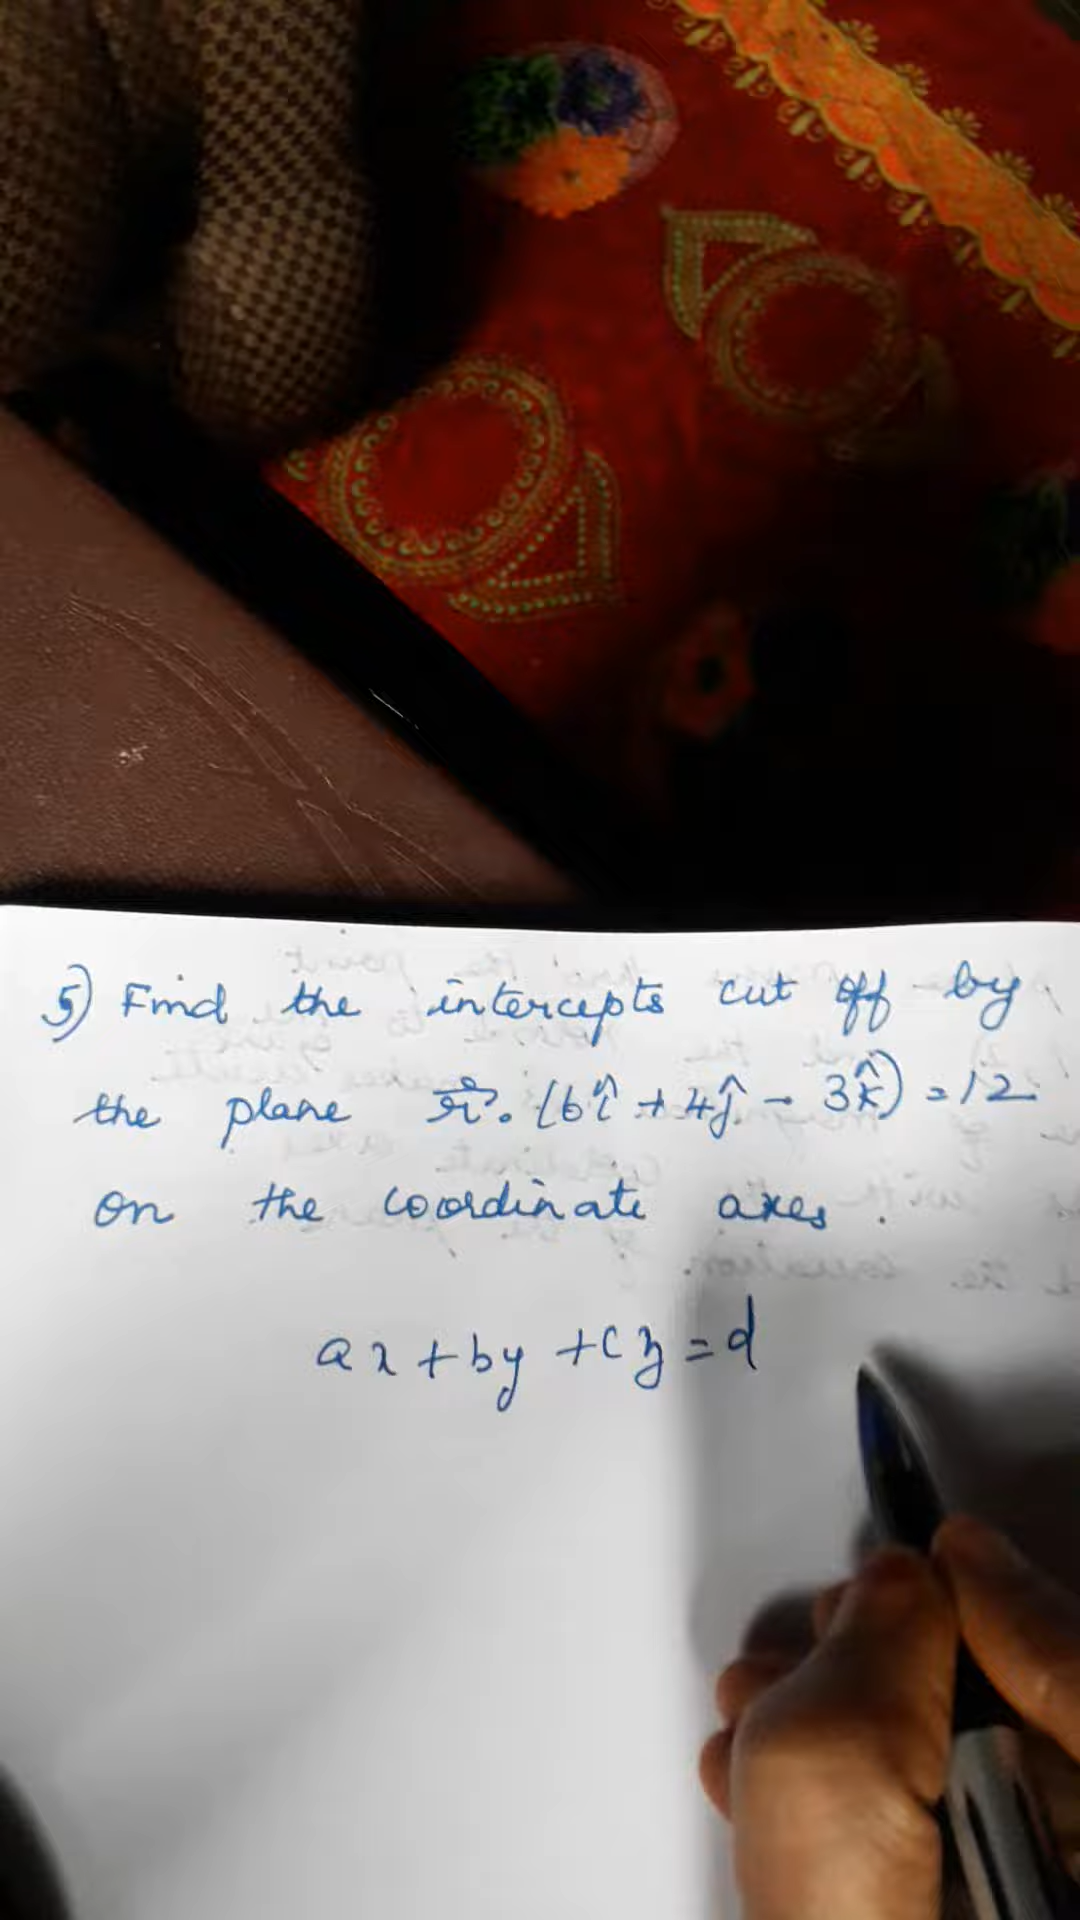 5) Find the intercepts cut off by
the plane r⃗. (6î + 4ĵ - 3k̂) = 12
on the coordinate axes.
ax + by + cz = d